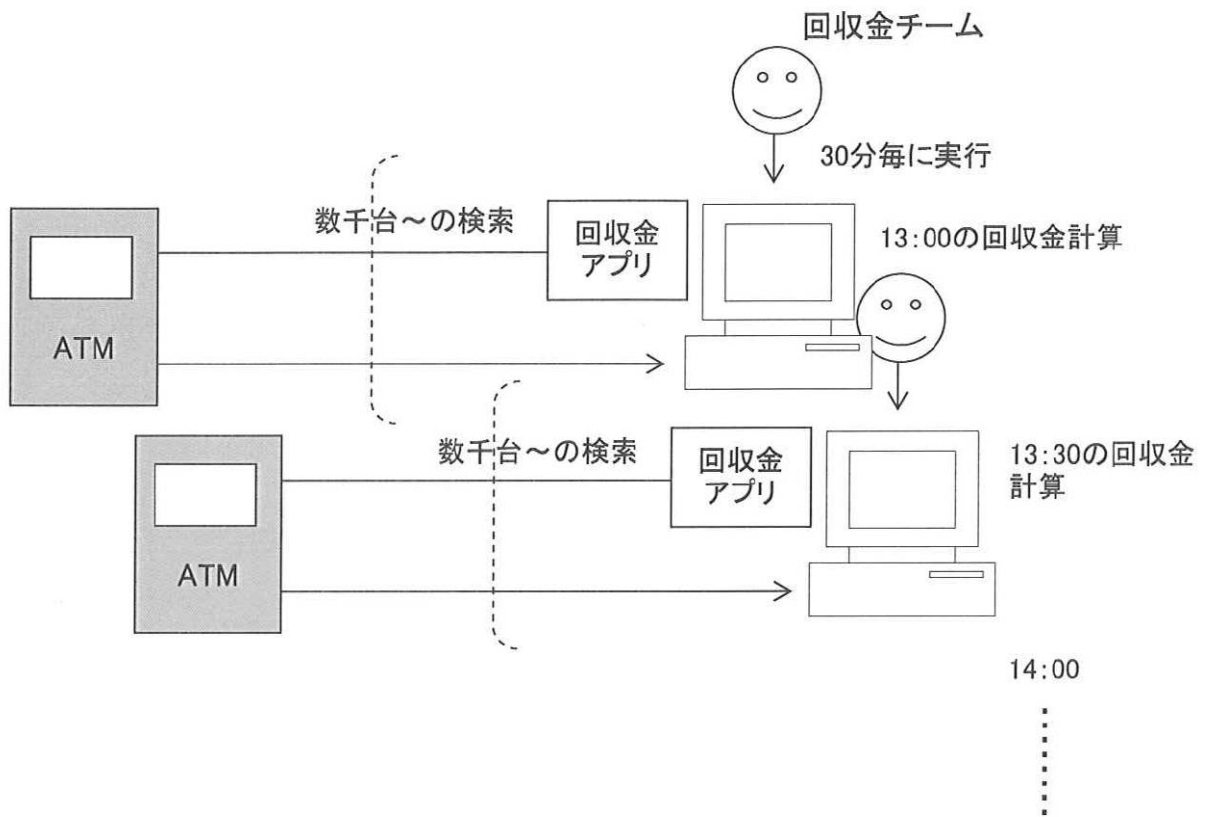 回収金チーム
30分毎に実行
数千台～の検索
回収金
アプリ
13:00の回収金計算
ATM
数千台～の検索
回収金
アプリ
13:30の回収金
計算
ATM
14:00